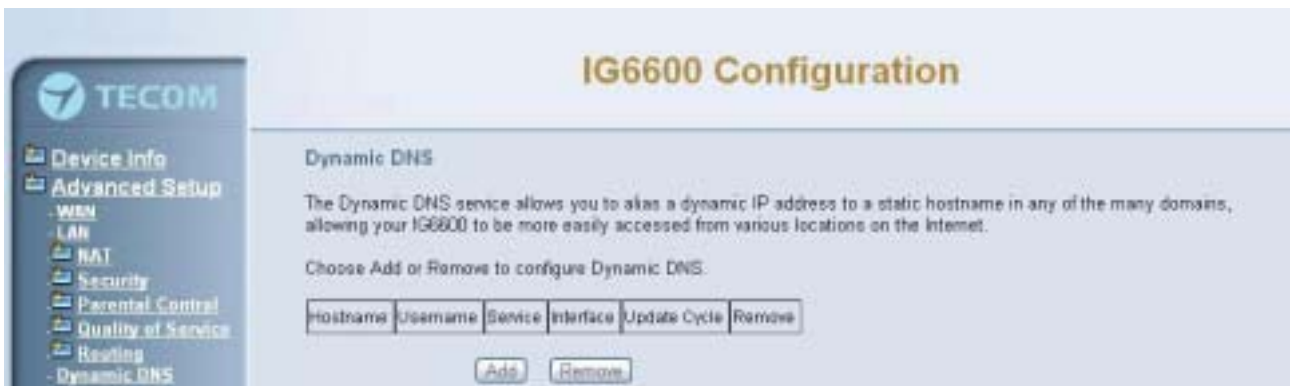 IG6600 Configuration
TECOM
Device Info
Advanced Setup
- WAN
- LAN
NAT
Security
Parental Control
Quality of Service
Routing
- Dynamic DNS
Dynamic DNS
The Dynamic DNS service allows you to alias a dynamic IP address to a static hostname in any of the many domains,
allowing your IG6600 to be more easily accessed from various locations on the Internet.
Choose Add or Remove to configure Dynamic DNS.
Hostname Username Service Interface Update Cycle Remove
Add Remove